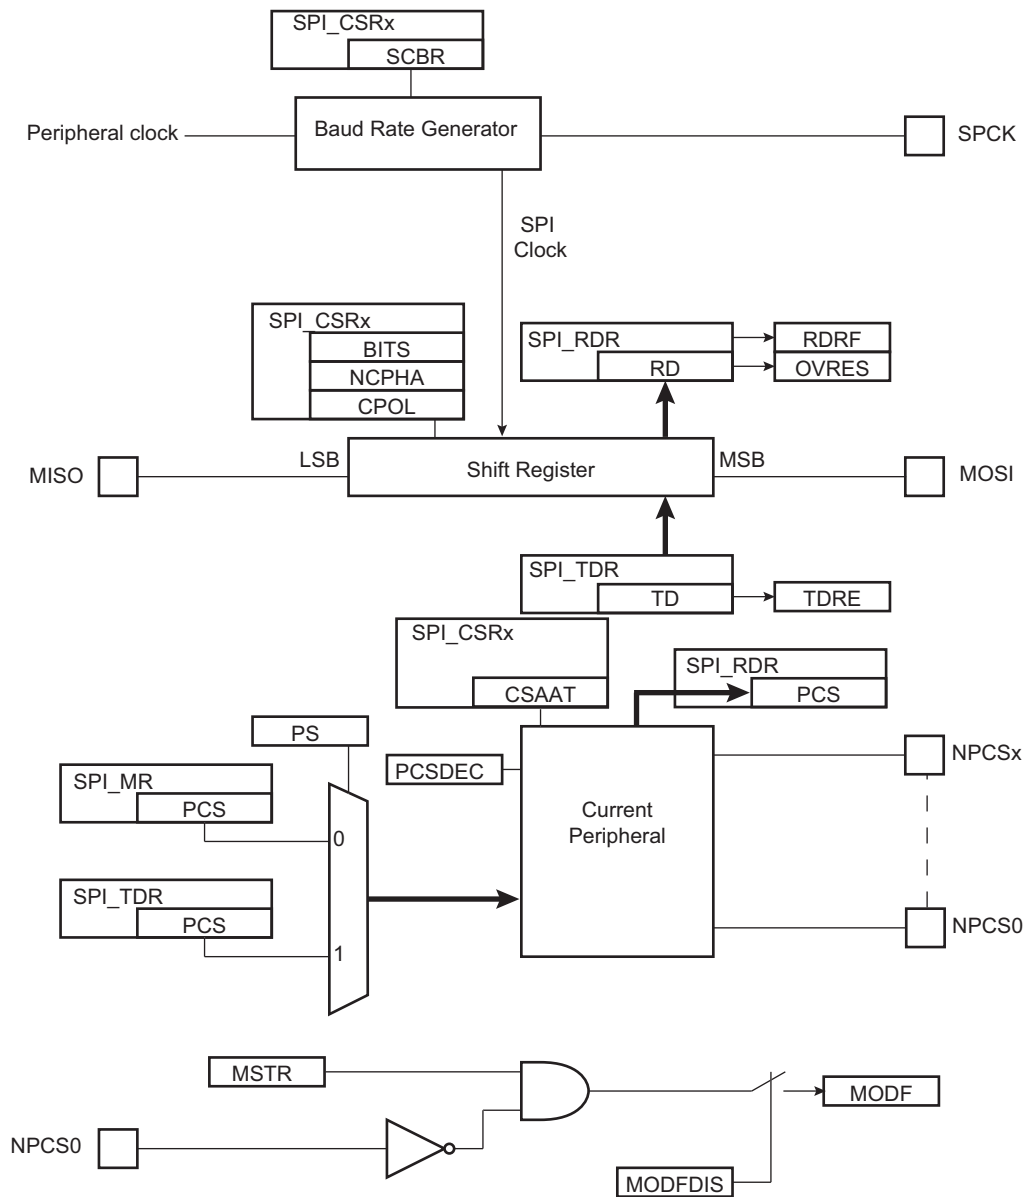 SPI_CSRx
SCBR
Peripheral clock
Baud Rate Generator
SPCK
SPI
Clock
SPI_CSRx
BITS
NCPHA
CPOL
SPI_RDR
RD
RDRF
OVRES
MISO
LSB
Shift Register
MSB
MOSI
SPI_TDR
TD
TDRE
SPI_CSRx
CSAAT
SPI_RDR
PCS
PS
PCSDEC
SPI_MR
PCS
0
Current
Peripheral
NPCSx
SPI_TDR
PCS
1
NPCS0
MSTR
MODF
NPCS0
MODFDIS